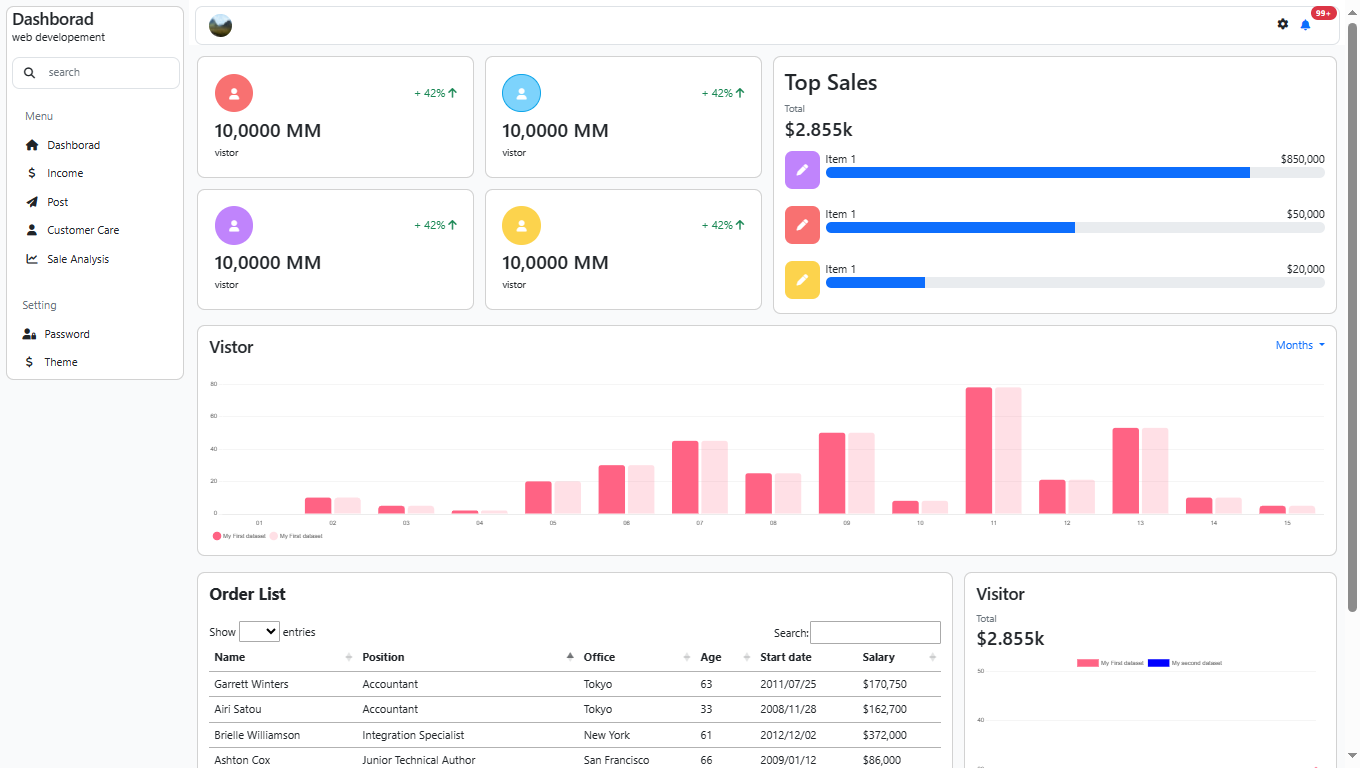 Dashborad
web developement
search
Menu
Dashborad
Income
Post
Customer Care
Sale Analysis
Setting
Password
Theme
99+
+ 42%
10,0000 MM
vistor
+ 42%
10,0000 MM
vistor
+ 42%
10,0000 MM
vistor
+ 42%
10,0000 MM
vistor
Top Sales
Total
$2.855k
Item 1 $850,000
Item 1 $50,000
Item 1 $20,000
Vistor Months
80
60
40
20
0
01 02 03 04 05 06 07 08 09 10 11 12 13 14 15
My First dataset My First dataset
Order List
Show entries Search:
Name Position Office Age Start date Salary
Garrett Winters Accountant Tokyo 63 2011/07/25 $170,750
Airi Satou Accountant Tokyo 33 2008/11/28 $162,700
Brielle Williamson Integration Specialist New York 61 2012/12/02 $372,000
Ashton Cox Junior Technical Author San Francisco 66 2009/01/12 $86,000
Visitor
Total
$2.855k
My First dataset My second dataset
50
40